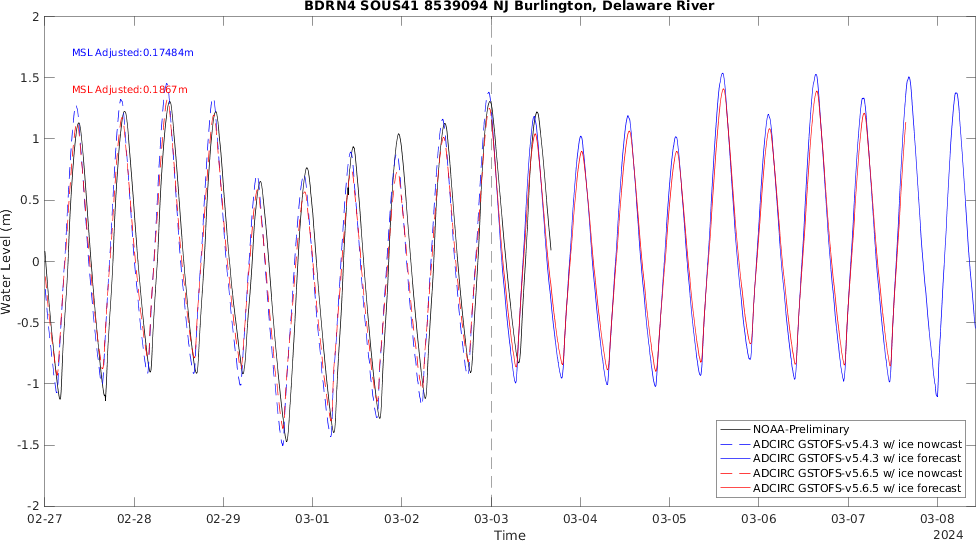 BDRN4 SOUS41 8539094 NJ Burlington, Delaware River
MSL Adjusted:0.17484m
MSL Adjusted:0.1867m
2
1.5
1
0.5
0
-0.5
-1
-1.5
-2
Water Level (m)
NOAA-Preliminary
ADCIRC GSTOFS-v5.4.3 w/ ice nowcast
ADCIRC GSTOFS-v5.4.3 w/ ice forecast
ADCIRC GSTOFS-v5.6.5 w/ ice nowcast
ADCIRC GSTOFS-v5.6.5 w/ ice forecast
02-27 02-28 02-29 03-01 03-02 03-03 03-04 03-05 03-06 03-07 03-08
Time
2024